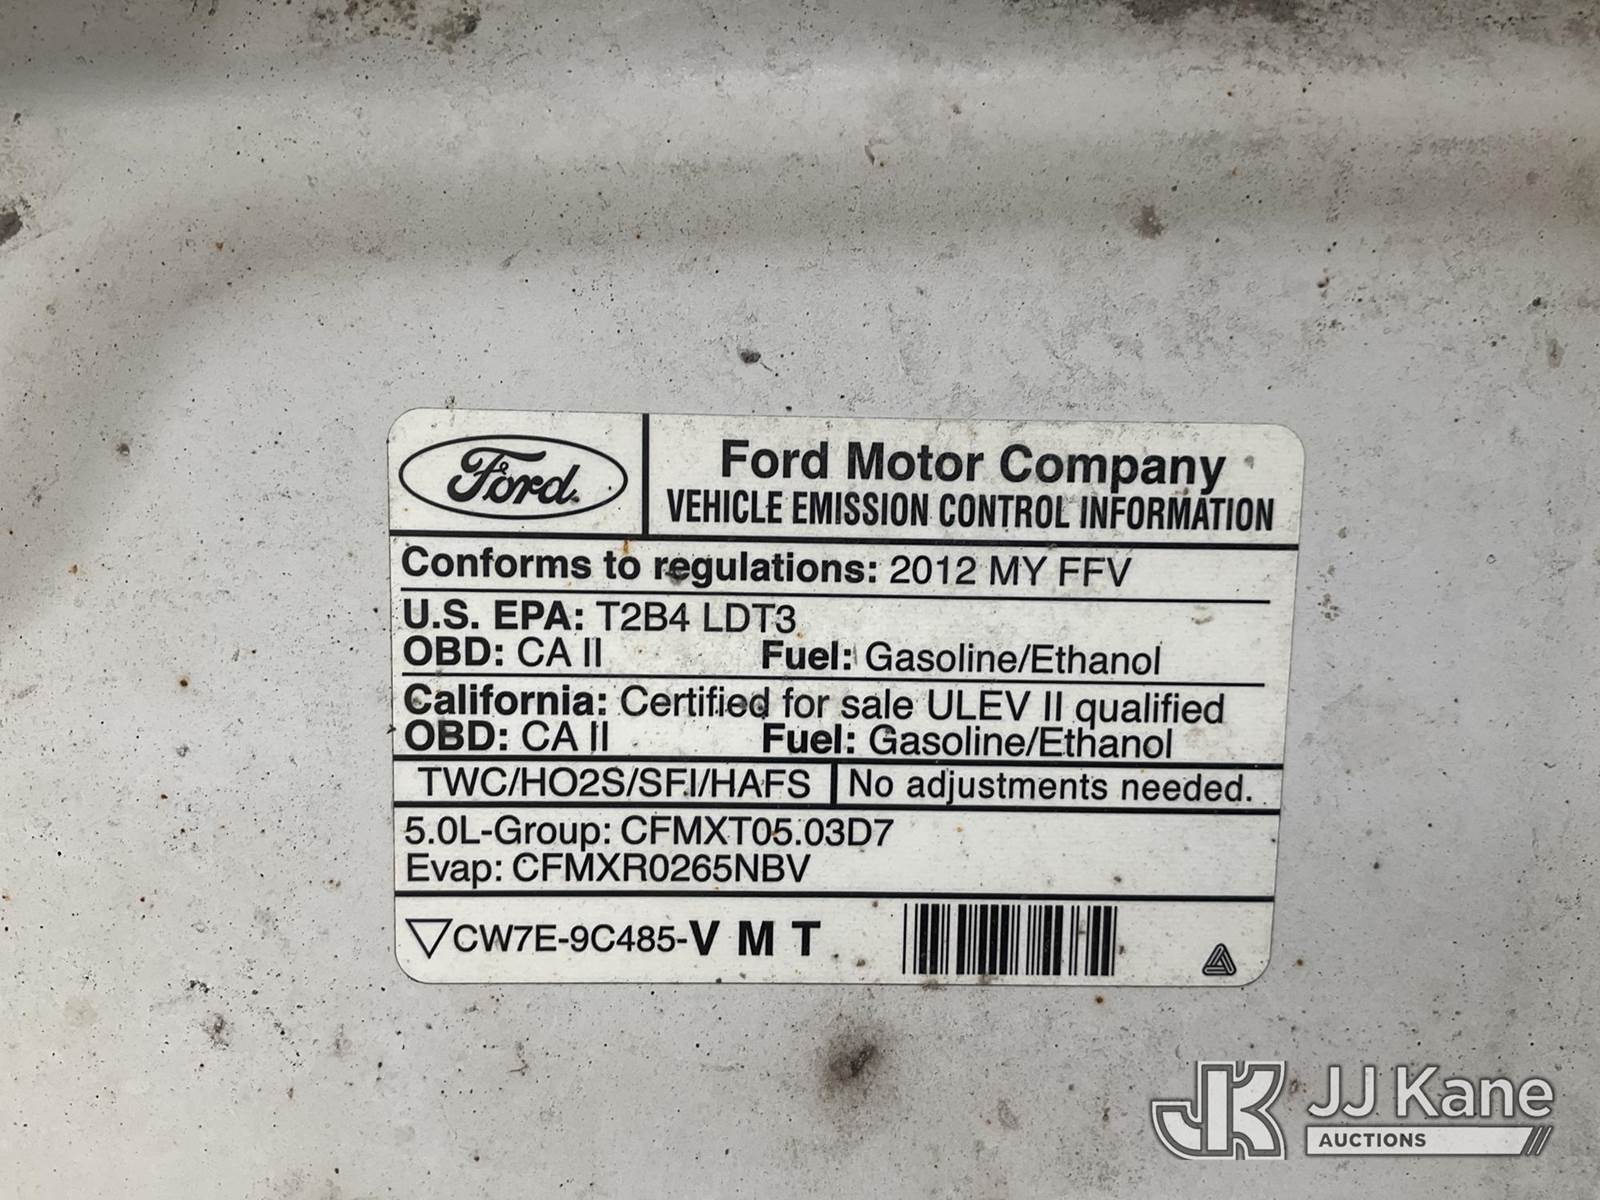 Ford
Ford Motor Company
VEHICLE EMISSION CONTROL INFORMATION
Conforms to regulations: 2012 MY FFV
U.S. EPA: T2B4 LDT3
OBD: CA II Fuel: Gasoline/Ethanol
California: Certified for sale ULEV II qualified
OBD: CA II Fuel: Gasoline/Ethanol
TWC/HO2S/SFI/HAFS No adjustments needed.
5.0L-Group: CFMXT05.03D7
Evap: CFMXR0265NBV
CW7E-9C485-V M T
JK JJ Kane
AUCTIONS